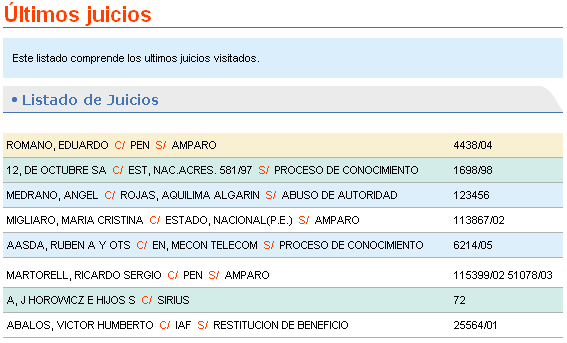 Últimos juicios
Este listado comprende los ultimos juicios visitados.
• Listado de Juicios
ROMANO, EDUARDO C/ PEN S/ AMPARO 4438/04
12, DE OCTUBRE SA C/ EST, NAC.ACRES. 581/97 S/ PROCESO DE CONOCIMIENTO 1698/98
MEDRANO, ANGEL C/ ROJAS, AQUILIMA ALGARIN S/ ABUSO DE AUTORIDAD 123456
MIGLIARO, MARIA CRISTINA C/ ESTADO, NACIONAL(P.E.) S/ AMPARO 113867/02
AASDA, RUBEN A Y OTS C/ EN, MECON TELECOM S/ PROCESO DE CONOCIMIENTO 6214/05
MARTORELL, RICARDO SERGIO C/ PEN S/ AMPARO 115399/02 51078/03
A, J HOROWICZ E HIJOS S C/ SIRIUS 72
ABALOS, VICTOR HUMBERTO C/ IAF S/ RESTITUCION DE BENEFICIO 25564/01